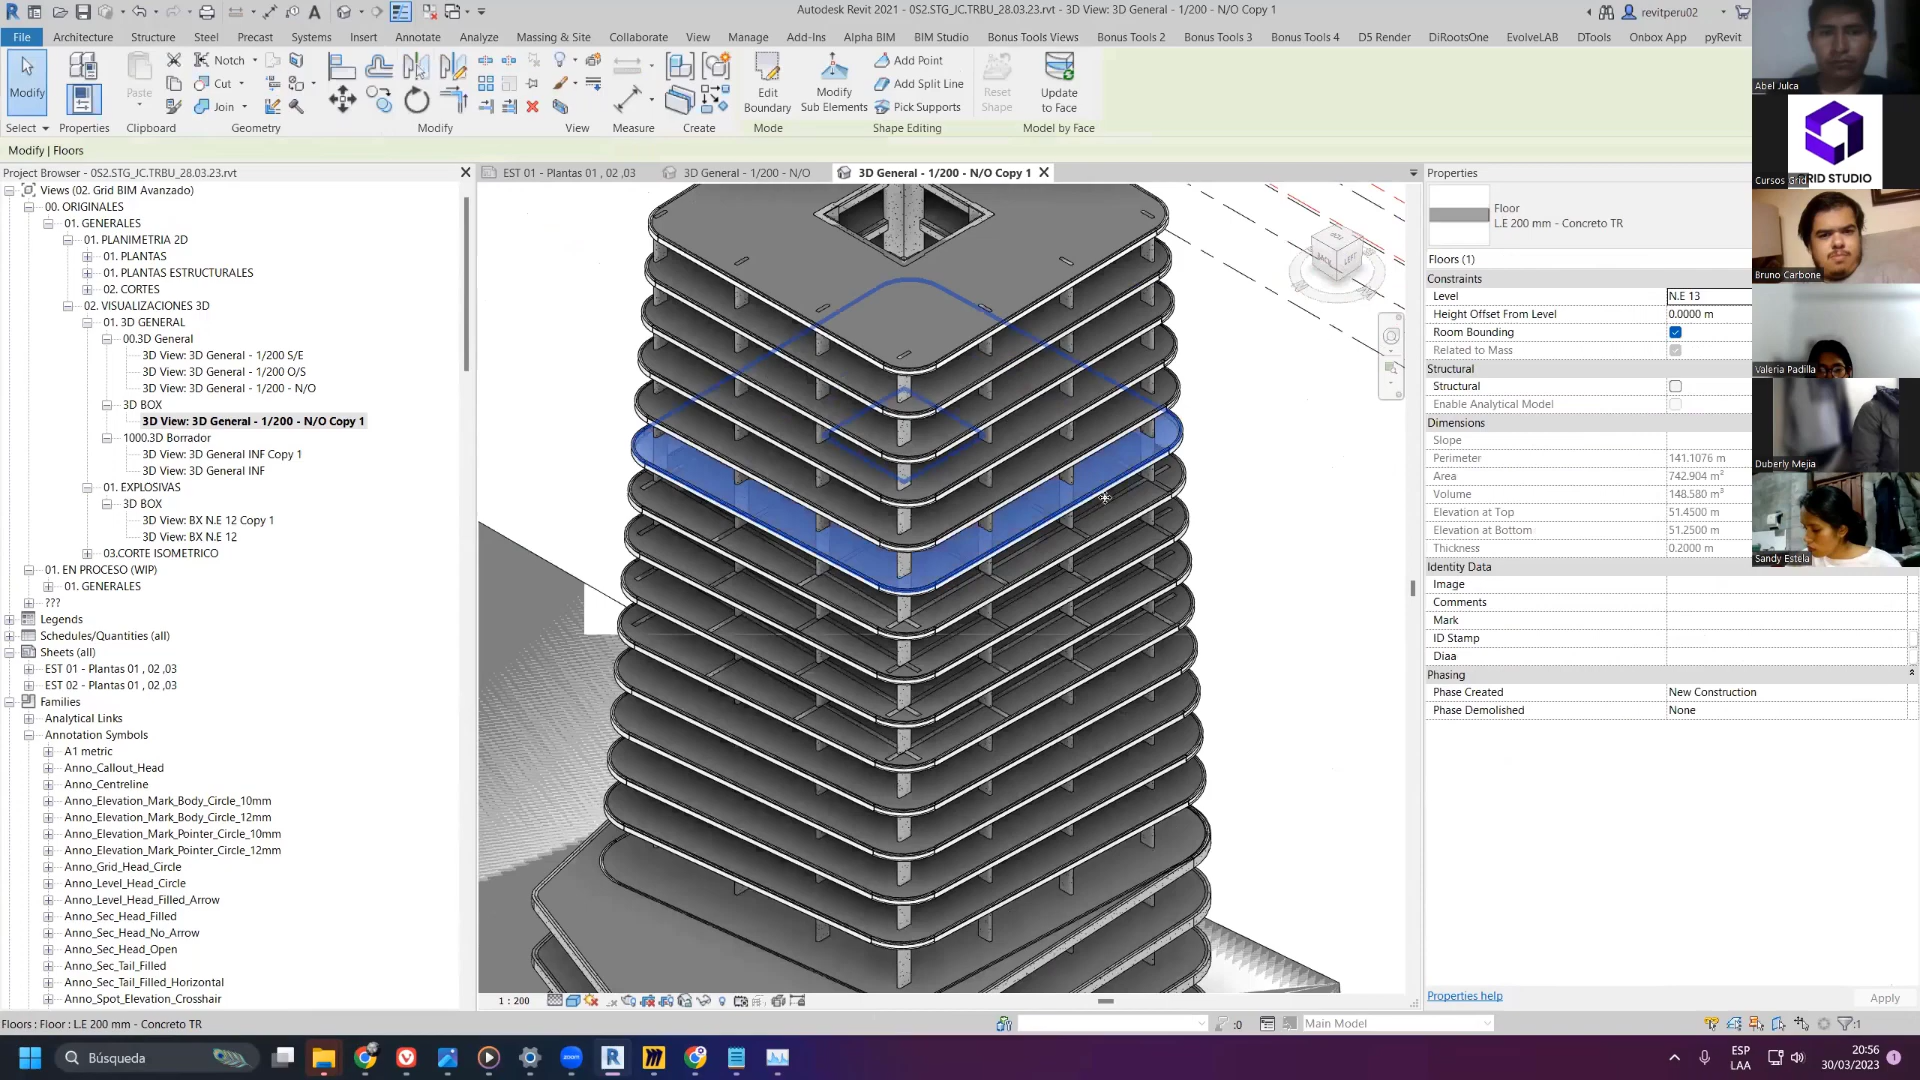 Autodesk Revit 2021 - 0S2.STG_JC.TRBU_28.03.23.rvt - 3D View: 3D General - 1/200 - N/O Copy 1
revitperu02
File Architecture Structure Steel Precast Systems Insert Annotate Analyze Massing & Site Collaborate View Manage Add-Ins Alpha BIM BIM Studio Bonus Tools Views Bonus Tools 2 Bonus Tools 3 Bonus Tools 4 D5 Render DiRootsOne EvolveLAB DTools Onbox App pyRevit
Modify
Paste
Notch
Cut
Join
Edit Boundary
Modify Sub Elements
Add Point
Add Split Line
Pick Supports
Reset Shape
Update to Face
Select Properties Clipboard Geometry Modify View Measure Create Mode Shape Editing Model by Face
Modify | Floors
Project Browser - 0S2.STG_JC.TRBU_28.03.23.rvt
Views (02. Grid BIM Avanzado)
00. ORIGINALES
01. GENERALES
01. PLANIMETRIA 2D
01. PLANTAS
01. PLANTAS ESTRUCTURALES
02. CORTES
02. VISUALIZACIONES 3D
01. 3D GENERAL
00.3D General
3D View: 3D General - 1/200 S/E
3D View: 3D General - 1/200 O/S
3D View: 3D General - 1/200 - N/O
3D BOX
3D View: 3D General - 1/200 - N/O Copy 1
1000.3D Borrador
3D View: 3D General INF Copy 1
3D View: 3D General INF
01. EXPLOSIVAS
3D BOX
3D View: BX N.E 12 Copy 1
3D View: BX N.E 12
03.CORTE ISOMETRICO
01. EN PROCESO (WIP)
01. GENERALES
???
Legends
Schedules/Quantities (all)
Sheets (all)
EST 01 - Plantas 01 , 02 ,03
EST 02 - Plantas 01 , 02 ,03
Families
Analytical Links
Annotation Symbols
A1 metric
Anno_Callout_Head
Anno_Centreline
Anno_Elevation_Mark_Body_Circle_10mm
Anno_Elevation_Mark_Body_Circle_12mm
Anno_Elevation_Mark_Pointer_Circle_10mm
Anno_Elevation_Mark_Pointer_Circle_12mm
Anno_Grid_Head_Circle
Anno_Level_Head_Circle
Anno_Level_Head_Filled_Arrow
Anno_Sec_Head_Filled
Anno_Sec_Head_No_Arrow
Anno_Sec_Head_Open
Anno_Sec_Tail_Filled
Anno_Sec_Tail_Filled_Horizontal
Anno_Spot_Elevation_Crosshair
EST 01 - Plantas 01 , 02 ,03
3D General - 1/200 - N/O
3D General - 1/200 - N/O Copy 1
TOP
BACK
LEFT
1 : 200
Properties
Floor
L.E 200 mm - Concreto TR
Floors (1)
Constraints
Level N.E 13
Height Offset From Level 0.0000 m
Room Bounding
Related to Mass
Structural
Structural
Enable Analytical Model
Dimensions
Slope
Perimeter 141.1076 m
Area 742.904 m²
Volume 148.580 m³
Elevation at Top 51.4500 m
Elevation at Bottom 51.2500 m
Thickness 0.2000 m
Identity Data
Image
Comments
Mark
ID Stamp
Diaa
Phasing
Phase Created New Construction
Phase Demolished None
Properties help
Apply
Abel Julca
Cursos Grid
GRID STUDIO
Bruno Carbone
Valeria Padilla
Duberly Mejia
Sandy Estela
Floors : Floor : L.E 200 mm - Concreto TR
:0
Main Model
:1
Búsqueda
zoom
ESP
LAA
20:56
30/03/2023
1